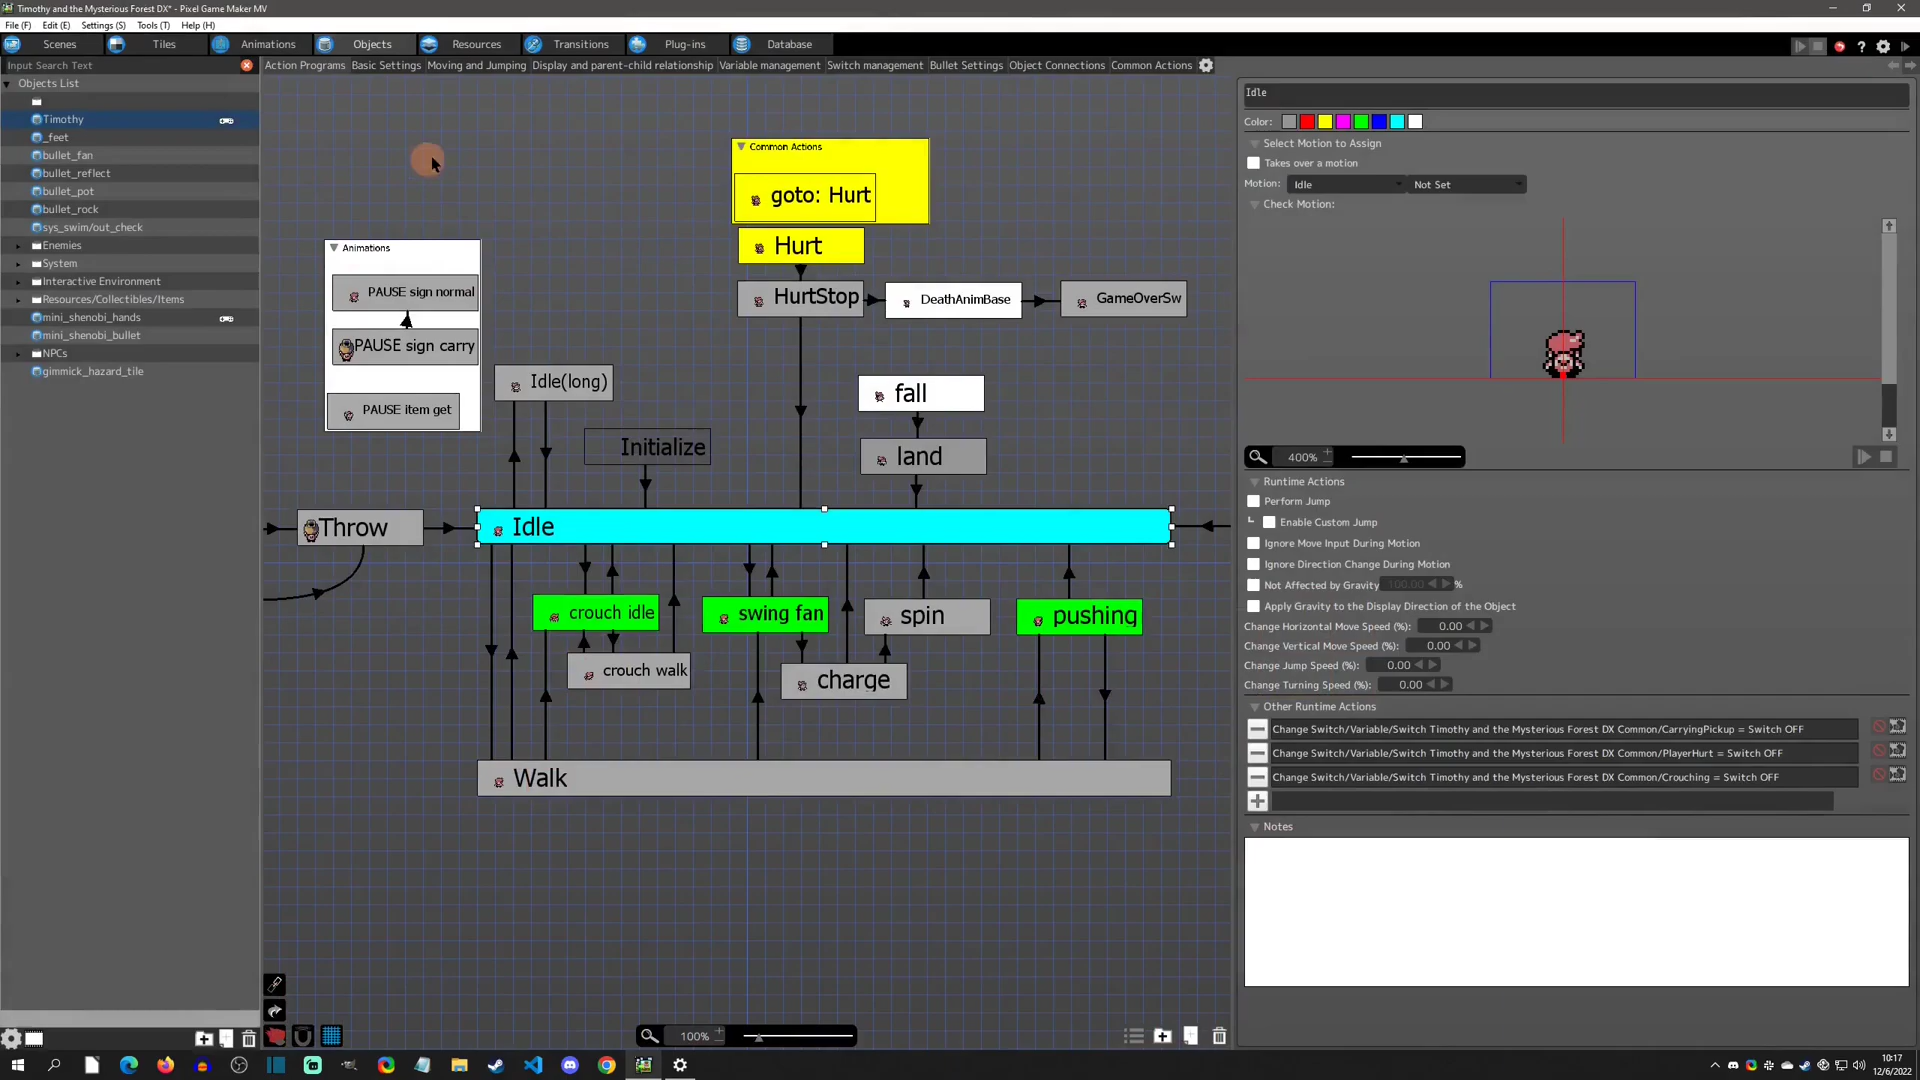 Timothy and the Mysterious Forest DX* - Pixel Game Maker MV
File (F) Edit (E) Settings (S) Tools (T) Help (H)
Scenes Tiles Animations Objects Resources Transitions Plug-ins Database
Input Search Text
Action Programs Basic Settings Moving and Jumping Display and parent-child relationship Variable management Switch management Bullet Settings Object Connections Common Actions
Objects List
Timothy
_feet
bullet_fan
bullet_reflect
bullet_pot
bullet_rock
sys_swim/out_check
Enemies
System
Interactive Environment
Resources/Collectibles/Items
mini_shenobi_hands
mini_shenobi_bullet
NPCs
gimmick_hazard_tile
Common Actions
goto: Hurt
Hurt
HurtStop
DeathAnimBase
GameOverSw
Animations
PAUSE sign normal
PAUSE sign carry
PAUSE item get
Idle(long)
Initialize
fall
land
Throw
Idle
crouch idle
swing fan
spin
pushing
crouch walk
charge
Walk
100%
Idle
Color:
Select Motion to Assign
Takes over a motion
Motion: Idle Not Set
Check Motion:
400%
Runtime Actions
Perform Jump
Enable Custom Jump
Ignore Move Input During Motion
Ignore Direction Change During Motion
Not Affected by Gravity 100.00 %
Apply Gravity to the Display Direction of the Object
Change Horizontal Move Speed (%): 0.00
Change Vertical Move Speed (%): 0.00
Change Jump Speed (%): 0.00
Change Turning Speed (%): 0.00
Other Runtime Actions
Change Switch/Variable/Switch Timothy and the Mysterious Forest DX Common/CarryingPickup = Switch OFF
Change Switch/Variable/Switch Timothy and the Mysterious Forest DX Common/PlayerHurt = Switch OFF
Change Switch/Variable/Switch Timothy and the Mysterious Forest DX Common/Crouching = Switch OFF
Notes
10:17
12/6/2022